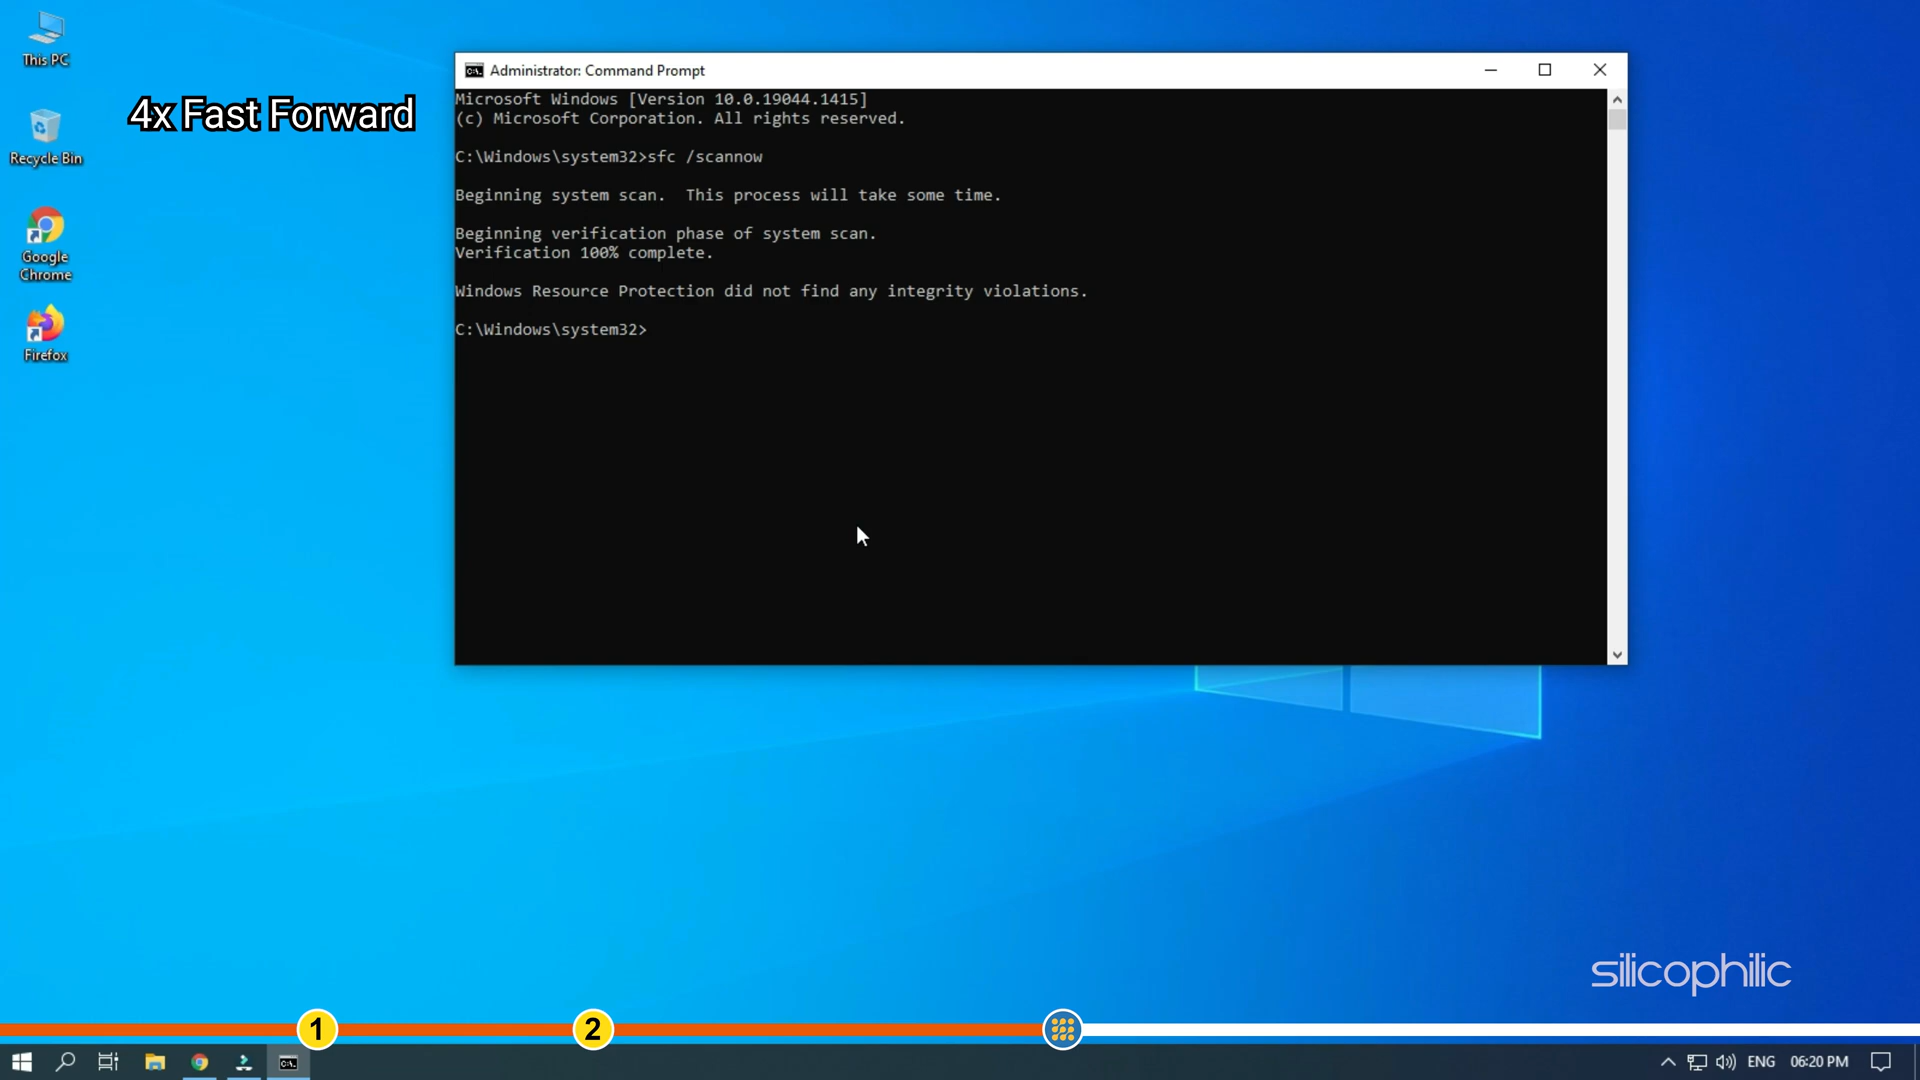 This PC
4x Fast Forward
Recycle Bin
Google
Chrome
Firefox
Administrator: Command Prompt
Microsoft Windows [Version 10.0.19044.1415]
(c) Microsoft Corporation. All rights reserved.
C:\Windows\system32>sfc /scannow
Beginning system scan.  This process will take some time.
Beginning verification phase of system scan.
Verification 100% complete.
Windows Resource Protection did not find any integrity violations.
C:\Windows\system32>
silicophilic
1
2
ENG
06:20 PM